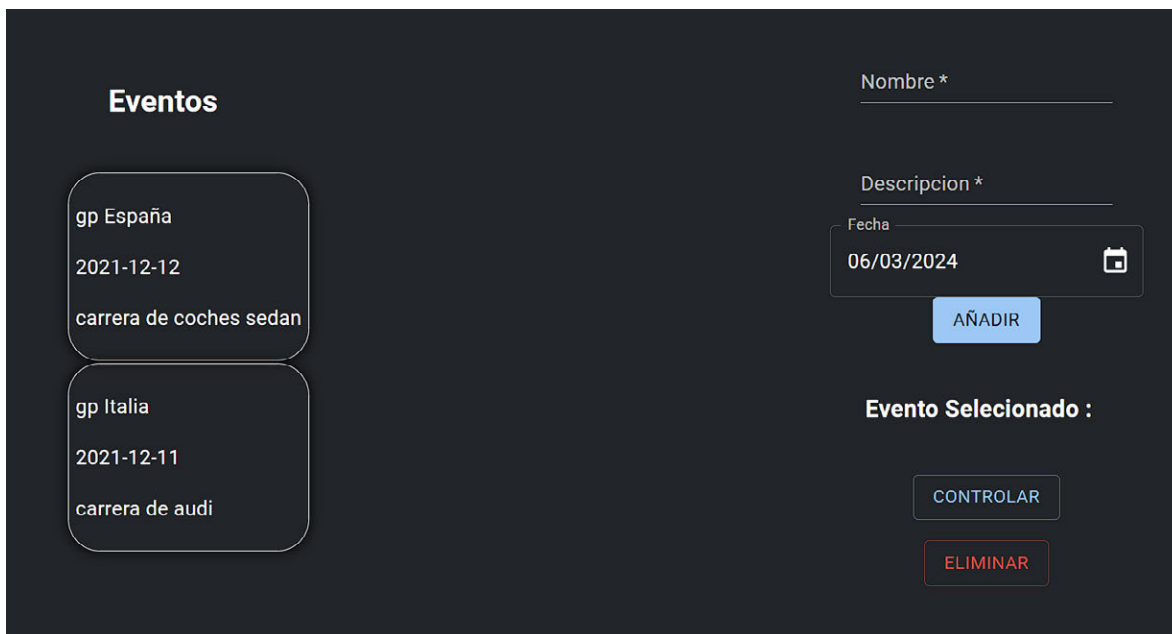 Eventos
gp España
2021-12-12
carrera de coches sedan
gp Italia
2021-12-11
carrera de audi
Nombre *
Descripcion *
Fecha
06/03/2024
AÑADIR
Evento Selecionado :
CONTROLAR
ELIMINAR